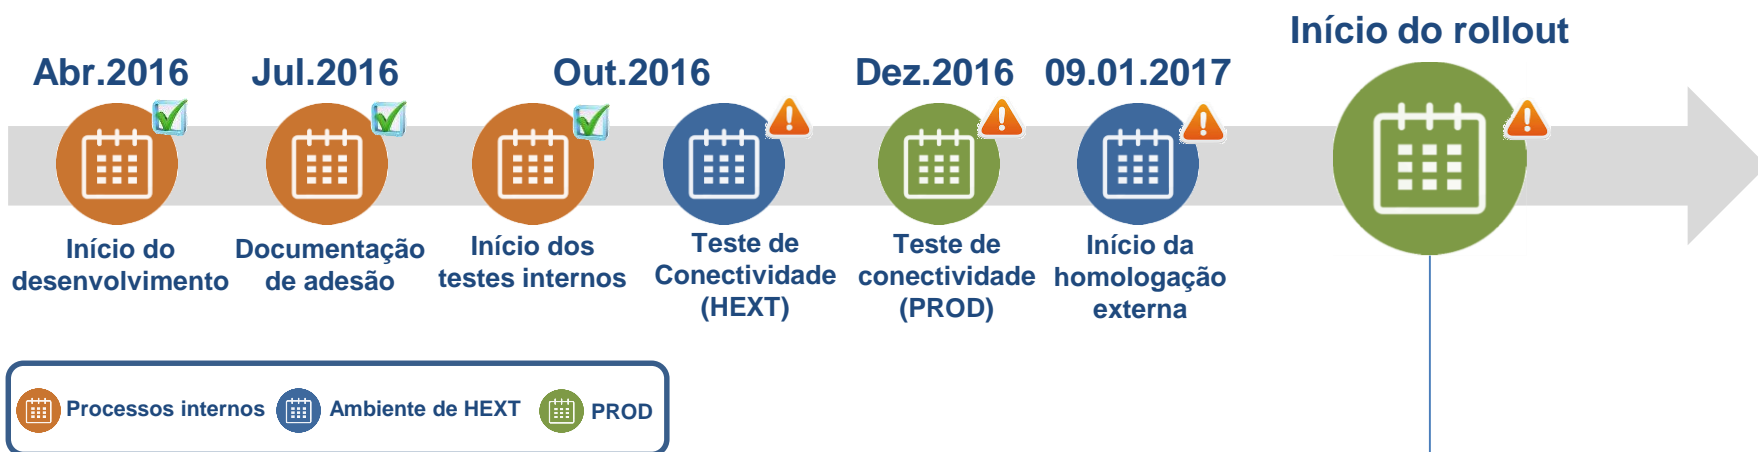 Início do rollout
Abr.2016
Jul.2016
Out.2016
Dez.2016
09.01.2017
Início do
desenvolvimento
Documentação
de adesão
Início dos
testes internos
Teste de
Conectividade
(HEXT)
Teste de
conectividade
(PROD)
Início da
homologação
externa
Processos internos
Ambiente de HEXT
PROD